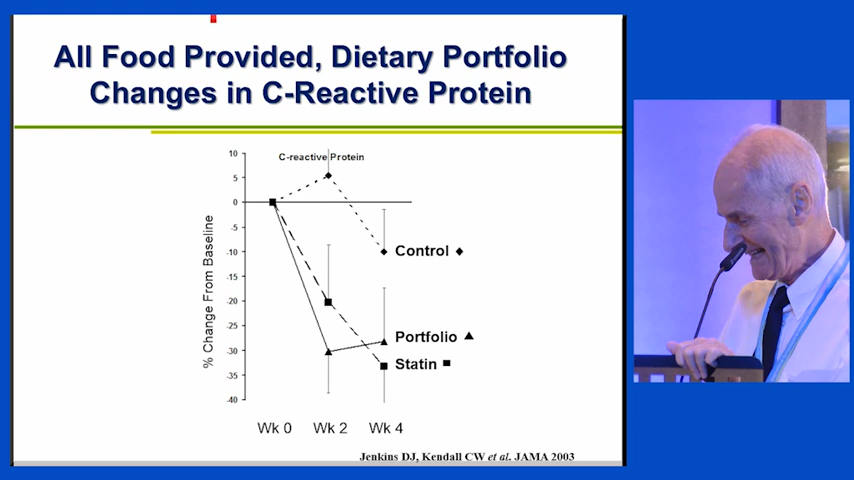 All Food Provided, Dietary Portfolio
Changes in C-Reactive Protein
C-reactive Protein
10
5
0
-5
-10
-15
-20
-25
-30
-35
-40
% Change From Baseline
Control
Portfolio
Statin
Wk 0
Wk 2
Wk 4
Jenkins DJ, Kendall CW et al. JAMA 2003